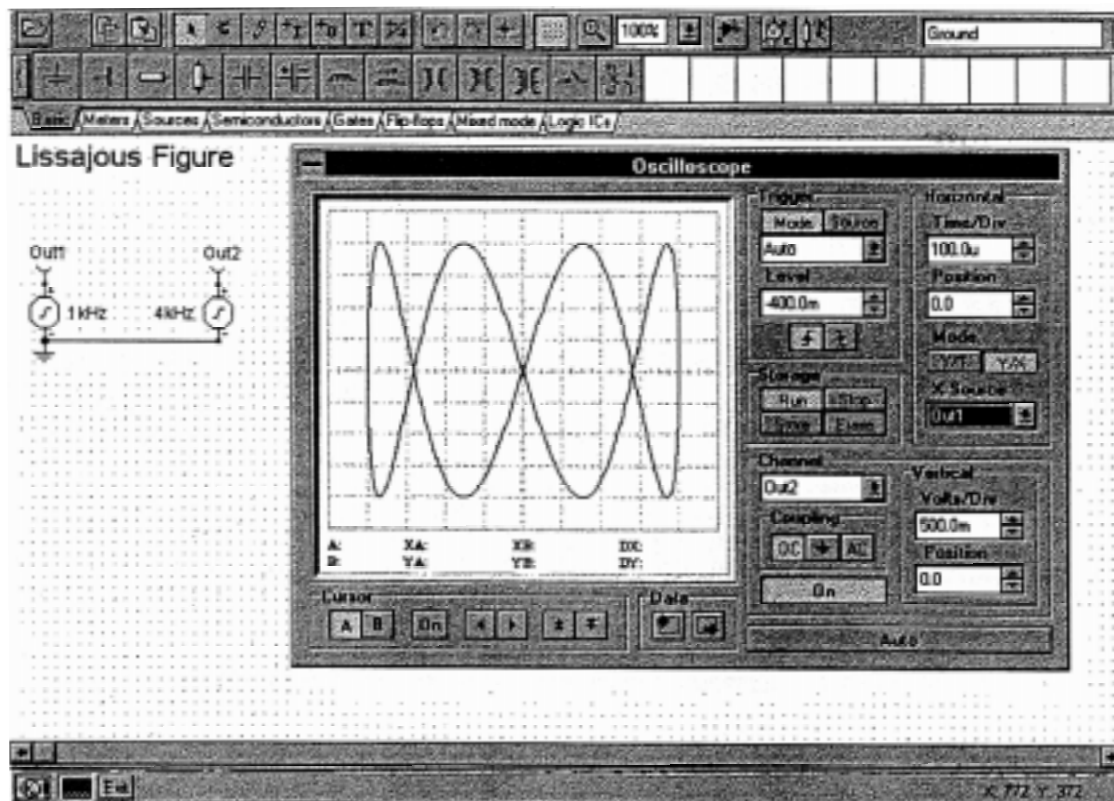 100%
Ground
Basic Meters Sources Semiconductors Gates Flip-flops Mixed mode Logic ICs
Lissajous Figure
Out1 Out2
1kHz 4kHz
Oscilloscope
Trigger
Mode Source
Auto
Level
-400.0m
Storage
Run Stop
Erase
Horizontal
Time/Div
100.0u
Position
0.0
Mode
Y/T Y/X
X Source
Out1
Channel
Out2
Coupling
DC AC
On
Vertical
Volts/Div
500.0m
Position
0.0
Auto
A: XA: XB: DX:
B: YA: YB: DY:
Cursor
A B On
Data
Exit
X: 772 Y: 372